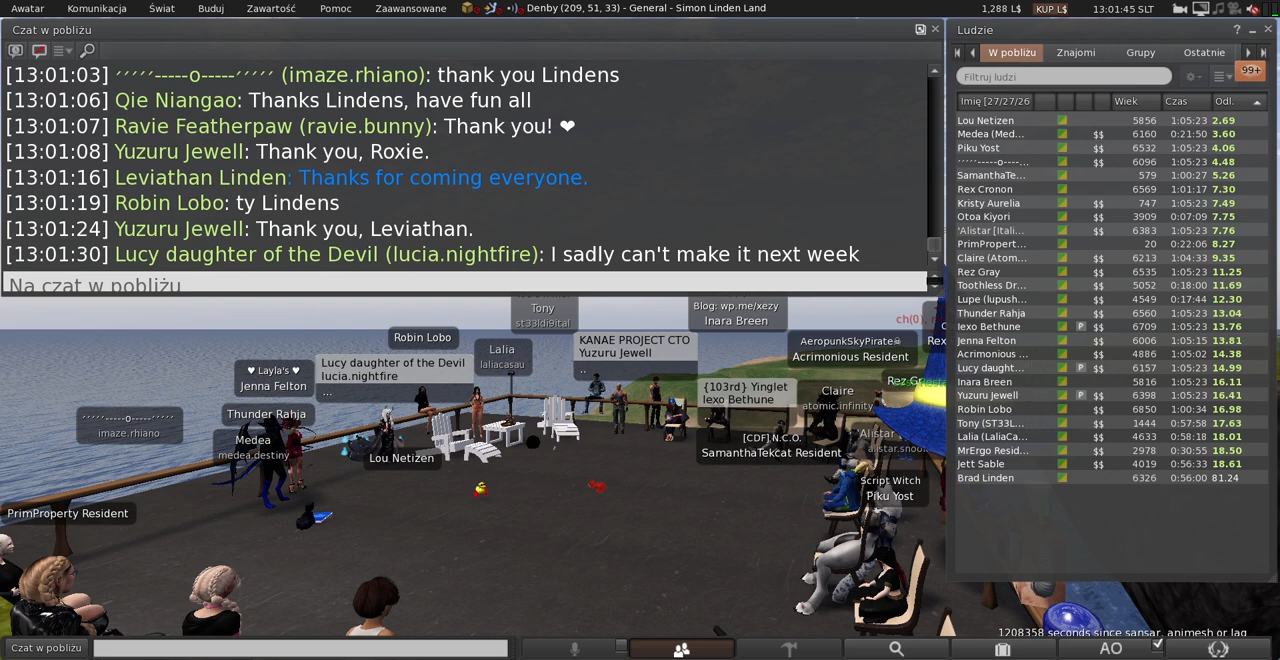 Awatar Komunikacja Świat Buduj Zawartość Pomoc Zaawansowane Denby (209, 51, 33) - General - Simon Linden Land 1,288 L$ KUP L$ 13:01:45 SLT
Czat w pobliżu
[13:01:03] ˊˊˊˊˊ-----o-----ˊˊˊˊˊ (imaze.rhiano): thank you Lindens
[13:01:06] Qie Niangao: Thanks Lindens, have fun all
[13:01:07] Ravie Featherpaw (ravie.bunny): Thank you! ❤
[13:01:08] Yuzuru Jewell: Thank you, Roxie.
[13:01:16] Leviathan Linden: Thanks for coming everyone.
[13:01:19] Robin Lobo: ty Lindens
[13:01:24] Yuzuru Jewell: Thank you, Leviathan.
[13:01:30] Lucy daughter of the Devil (lucia.nightfire): I sadly can't make it next week
Na czat w pobliżu
Ludzie
W pobliżu Znajomi Grupy Ostatnie
99+
Filtruj ludzi
Imię [27/27/26 Wiek Czas Odl.
Lou Netizen 5856 1:05:23 2.69
Medea (Med... $$ 6160 0:21:50 3.60
Piku Yost 6532 1:05:23 4.06
ˊˊˊˊˊ-----o----... $$ 6096 1:05:23 4.48
SamanthaTe... 579 1:00:27 5.26
Rex Cronon 6569 1:01:17 7.30
Kristy Aurelia $$ 747 1:05:23 7.49
Otoa Kiyori $$ 3909 0:07:09 7.75
'Alistar [Itali... $$ 6383 1:05:23 7.76
PrimPropert... 20 0:22:06 8.27
Claire (Atom... $$ 6213 1:04:33 9.35
Rez Gray $$ 6535 1:05:23 11.25
Toothless Dr... $$ 5052 0:18:00 11.69
Lupe (lupush... $$ 4549 0:17:44 12.30
Thunder Rahja $$ 6560 1:05:23 13.04
Iexo Bethune P $$ 6709 1:05:23 13.76
Jenna Felton $$ 6006 1:05:15 13.81
Acrimonious ... $$ 4886 1:05:02 14.38
Lucy daught... P $$ 6157 1:05:23 14.99
Inara Breen 5816 1:05:23 16.11
Yuzuru Jewell P $$ 6398 1:05:23 16.41
Robin Lobo $$ 6850 1:00:34 16.98
Tony (ST33L... $$ 1444 0:57:58 17.63
Lalia (LaliaCa... $$ 4633 0:58:18 18.01
MrErgo Resid... $$ 2978 0:30:55 18.50
Jett Sable $$ 4019 0:56:33 18.61
Brad Linden 6326 0:56:00 81.24
Tony
st33ldi9ital
Blog: wp.me/xezy
Inara Breen
ch(0),
Rex
Robin Lobo
Lalia
laliacasau
KANAE PROJECT CTO
Yuzuru Jewell
..
AeropunkSkyPirate☠
Acrimonious Resident
♥ Layla's ♥
Jenna Felton
Lucy daughter of the Devil
lucia.nightfire
...
{103rd} Yinglet
Iexo Bethune
Claire
atomic.infinity
Rez Gr
ˊˊˊˊˊ-----o-----ˊˊˊˊˊ
imaze.rhiano
Thunder Rahja
Medea
medea.destiny
Lou Netizen
[CDF] N.C.O.
SamanthaTekcat Resident
'Alistar
alistar.snook
Script Witch
Piku Yost
PrimProperty Resident
1208358 seconds since sansar, animesh or lag
Czat w pobliżu
AO